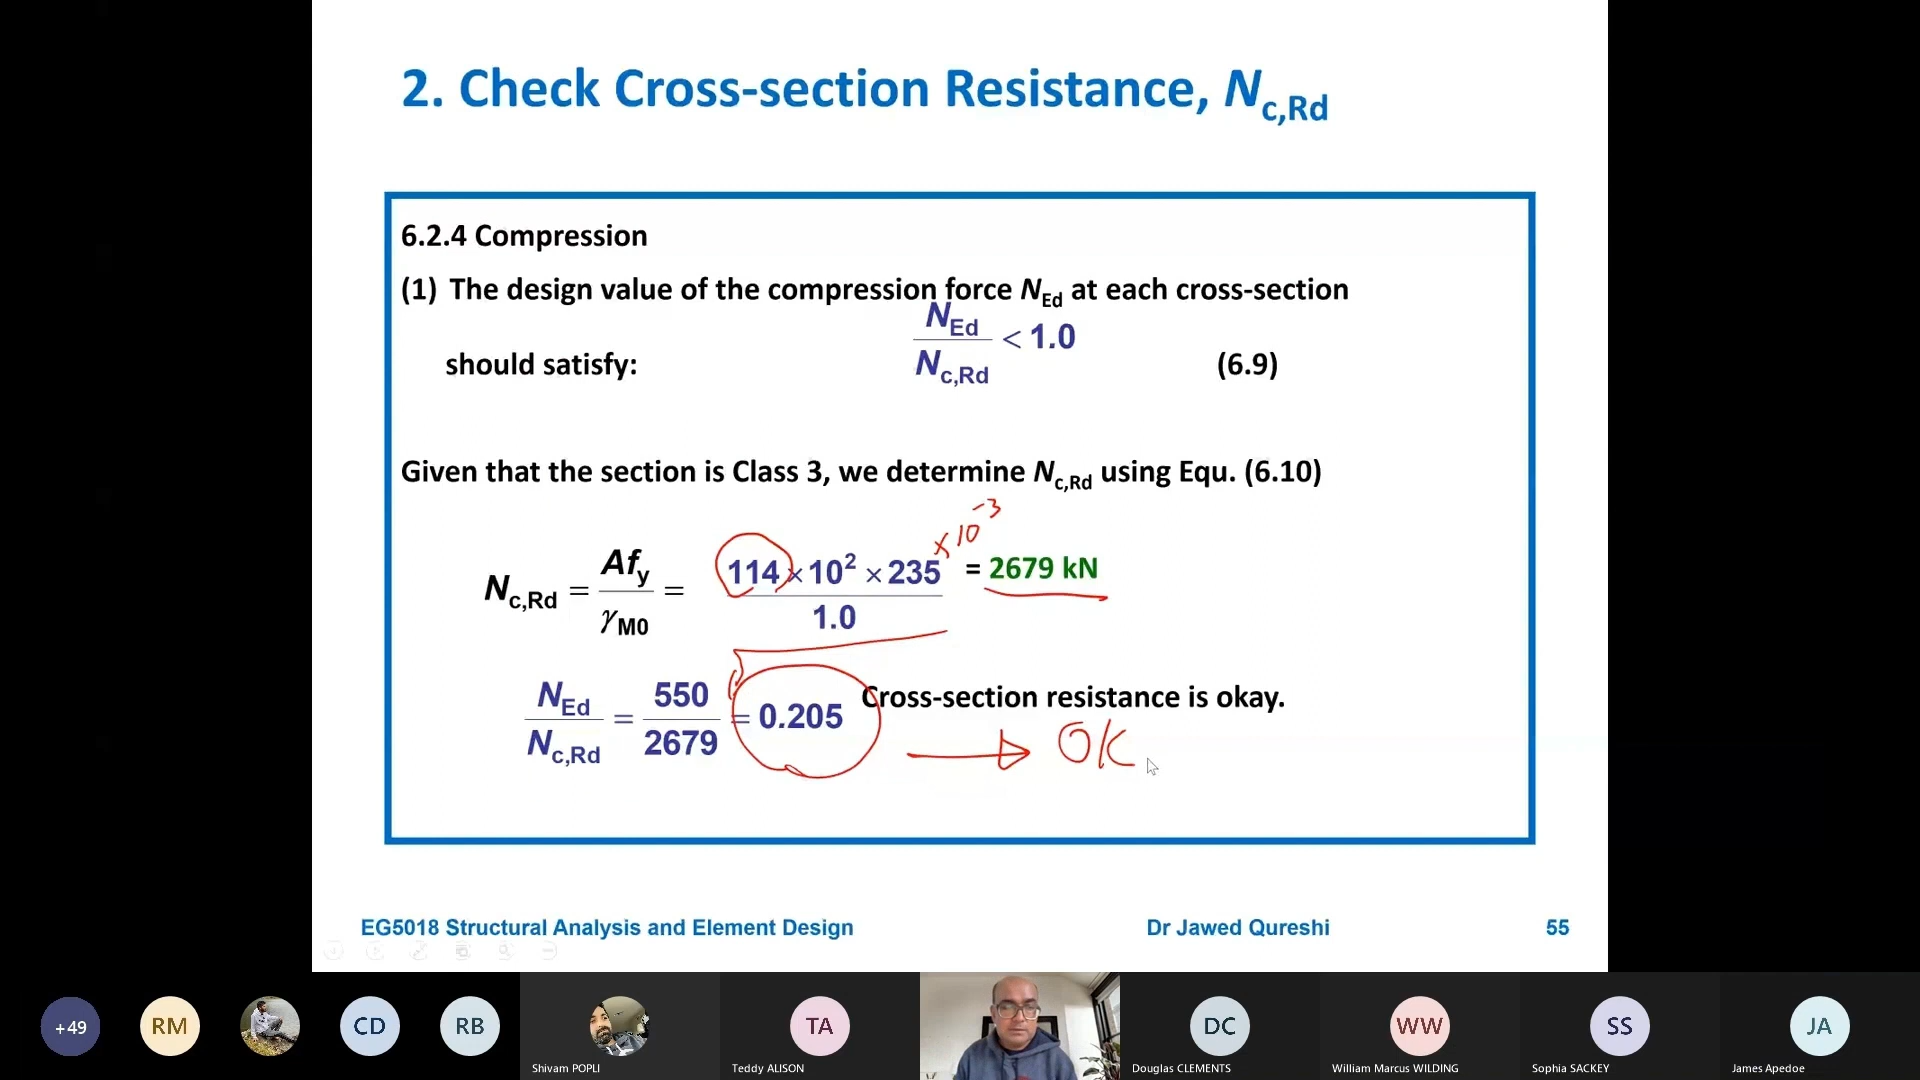 2. Check Cross-section Resistance, Nc,Rd
6.2.4 Compression
(1) The design value of the compression force NEd at each cross-section
should satisfy:
NEd
Nc,Rd
< 1.0
(6.9)
Given that the section is Class 3, we determine Nc,Rd using Equ. (6.10)
Nc,Rd = Afy / γM0 = 114 × 10² × 235 / 1.0 × 10⁻³ = 2679 kN
NEd / Nc,Rd = 550 / 2679 = 0.205 Cross-section resistance is okay.
OK
EG5018 Structural Analysis and Element Design
Dr Jawed Qureshi
55
+49
RM
CD
RB
Shivam POPLI
TA
Teddy ALISON
DC
Douglas CLEMENTS
WW
William Marcus WILDING
SS
Sophia SACKEY
JA
James Apedoe